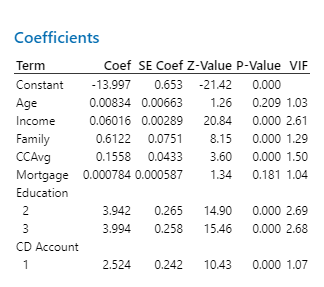 Coefficients
Term Coef SE Coef Z-Value P-Value VIF
Constant -13.997 0.653 -21.42 0.000
Age 0.00834 0.00663 1.26 0.209 1.03
Income 0.06016 0.00289 20.84 0.000 2.61
Family 0.6122 0.0751 8.15 0.000 1.29
CCAvg 0.1558 0.0433 3.60 0.000 1.50
Mortgage 0.000784 0.000587 1.34 0.181 1.04
Education
2 3.942 0.265 14.90 0.000 2.69
3 3.994 0.258 15.46 0.000 2.68
CD Account
1 2.524 0.242 10.43 0.000 1.07